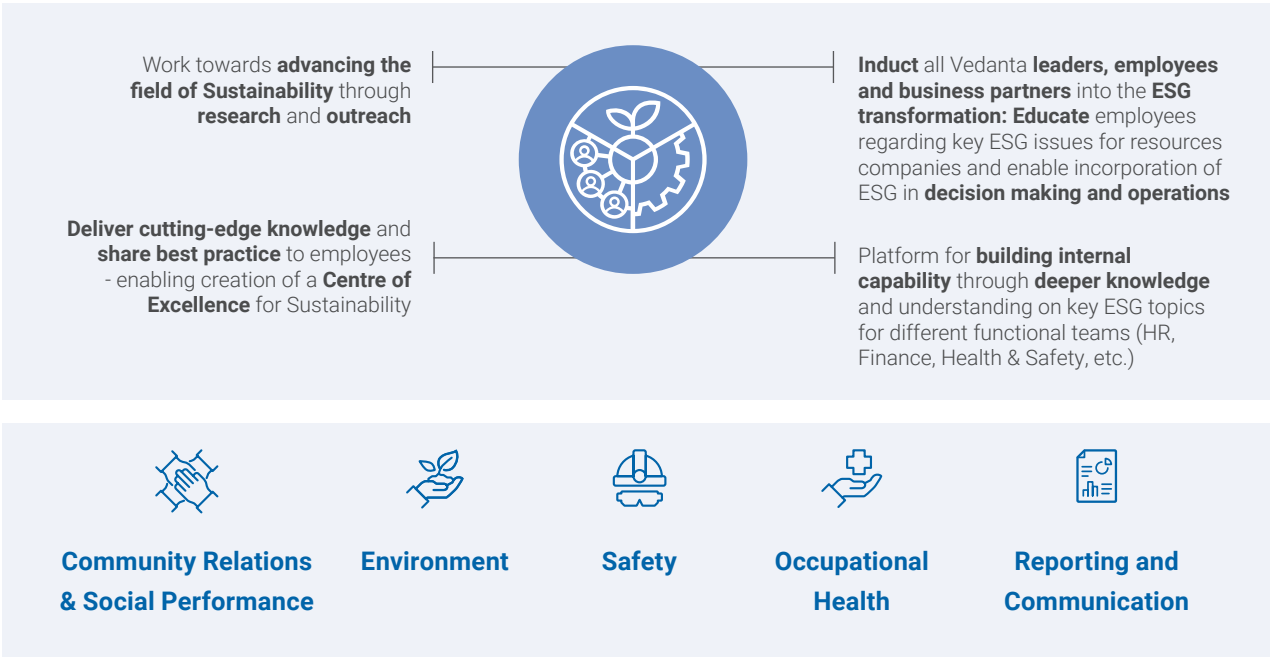 Work towards advancing the
field of Sustainability through
research and outreach
Deliver cutting-edge knowledge and
share best practice to employees
- enabling creation of a Centre of
Excellence for Sustainability
Induct all Vedanta leaders, employees
and business partners into the ESG
transformation: Educate employees
regarding key ESG issues for resources
companies and enable incorporation of
ESG in decision making and operations
Platform for building internal
capability through deeper knowledge
and understanding on key ESG topics
for different functional teams (HR,
Finance, Health & Safety, etc.)
Community Relations
& Social Performance
Environment
Safety
Occupational
Health
Reporting and
Communication